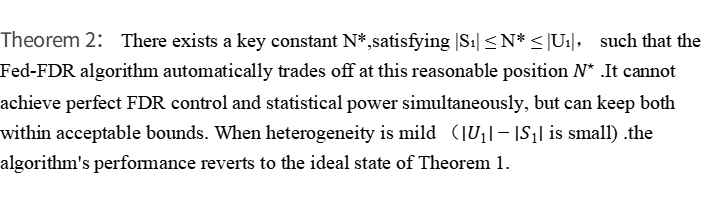 Theorem 2: There exists a key constant N*,satisfying |S₁| ≤ N* ≤ |U₁|， such that the
Fed-FDR algorithm automatically trades off at this reasonable position N* .It cannot
achieve perfect FDR control and statistical power simultaneously, but can keep both
within acceptable bounds. When heterogeneity is mild （|U₁| − |S₁| is small) .the
algorithm's performance reverts to the ideal state of Theorem 1.